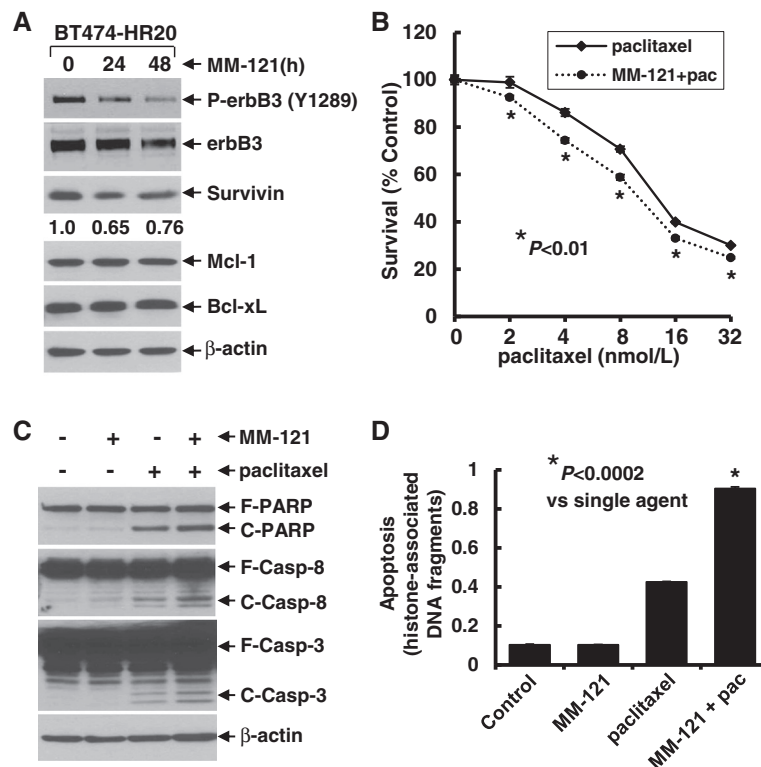 A
BT474-HR20
0 24 48 MM-121(h)
P-erbB3 (Y1289)
erbB3
Survivin
1.0 0.65 0.76
Mcl-1
Bcl-xL
β-actin
B
Survival (% Control)
120
100
80
60
40
20
0
paclitaxel
MM-121+pac
* * * * *
*P<0.01
0 2 4 8 16 32
paclitaxel (nmol/L)
C
- + - + MM-121
- - + + paclitaxel
F-PARP
C-PARP
F-Casp-8
C-Casp-8
F-Casp-3
C-Casp-3
β-actin
D
Apoptosis
(histone-associated
DNA fragments)
1
0.8
0.6
0.4
0.2
0
*P<0.0002
vs single agent
*
Control
MM-121
paclitaxel
MM-121 + pac